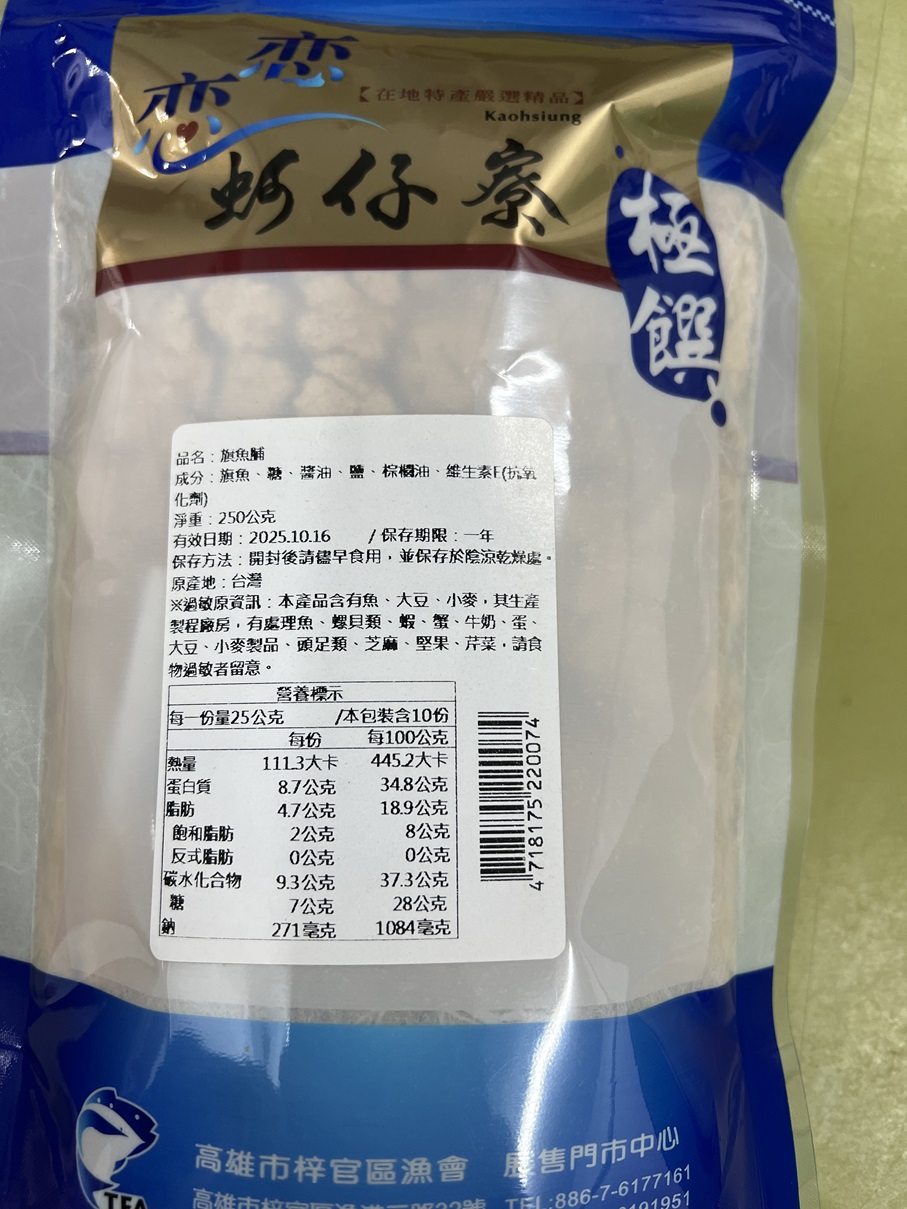 戀戀
【在地特產嚴選精品】
Kaohsiung
蚵仔寮
極饌
品名：旗魚脯
成分：旗魚、糖、醬油、鹽、棕櫚油、維生素E(抗氧
化劑)
淨重：250公克
有效日期：2025.10.16 /保存期限：一年
保存方法：開封後請儘早食用，並保存於陰涼乾燥處。
原產地：台灣
※過敏原資訊：本產品含有魚、大豆、小麥，其生產
製程廠房，有處理魚、螺貝類、蝦、蟹、牛奶、蛋、
大豆、小麥製品、頭足類、芝麻、堅果、芹菜，請食
物過敏者留意。
營養標示
每一份量25公克 /本包裝含10份
每份 每100公克
熱量 111.3大卡 445.2大卡
蛋白質 8.7公克 34.8公克
脂肪 4.7公克 18.9公克
飽和脂肪 2公克 8公克
反式脂肪 0公克 0公克
碳水化合物 9.3公克 37.3公克
糖 7公克 28公克
鈉 271毫克 1084毫克
4718175220074
高雄市梓官區漁會 展售門市中心
TEL:886-7-6177161